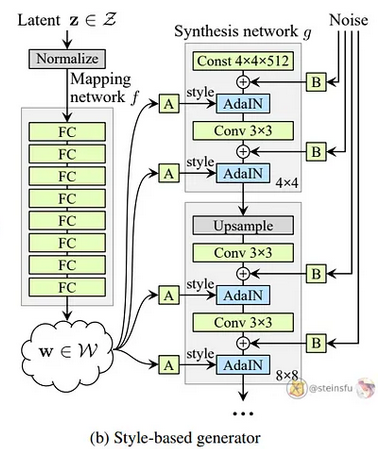 Latent z ∈ Z
Normalize
Mapping
network f
FC
FC
FC
FC
FC
FC
FC
FC
w ∈ W
Synthesis network g
Noise
Const 4×4×512
B
A
style
AdaIN
Conv 3×3
B
A
style
AdaIN
4×4
Upsample
Conv 3×3
B
A
style
AdaIN
Conv 3×3
B
A
style
AdaIN
8×8
@steinsfu
...
(b) Style-based generator